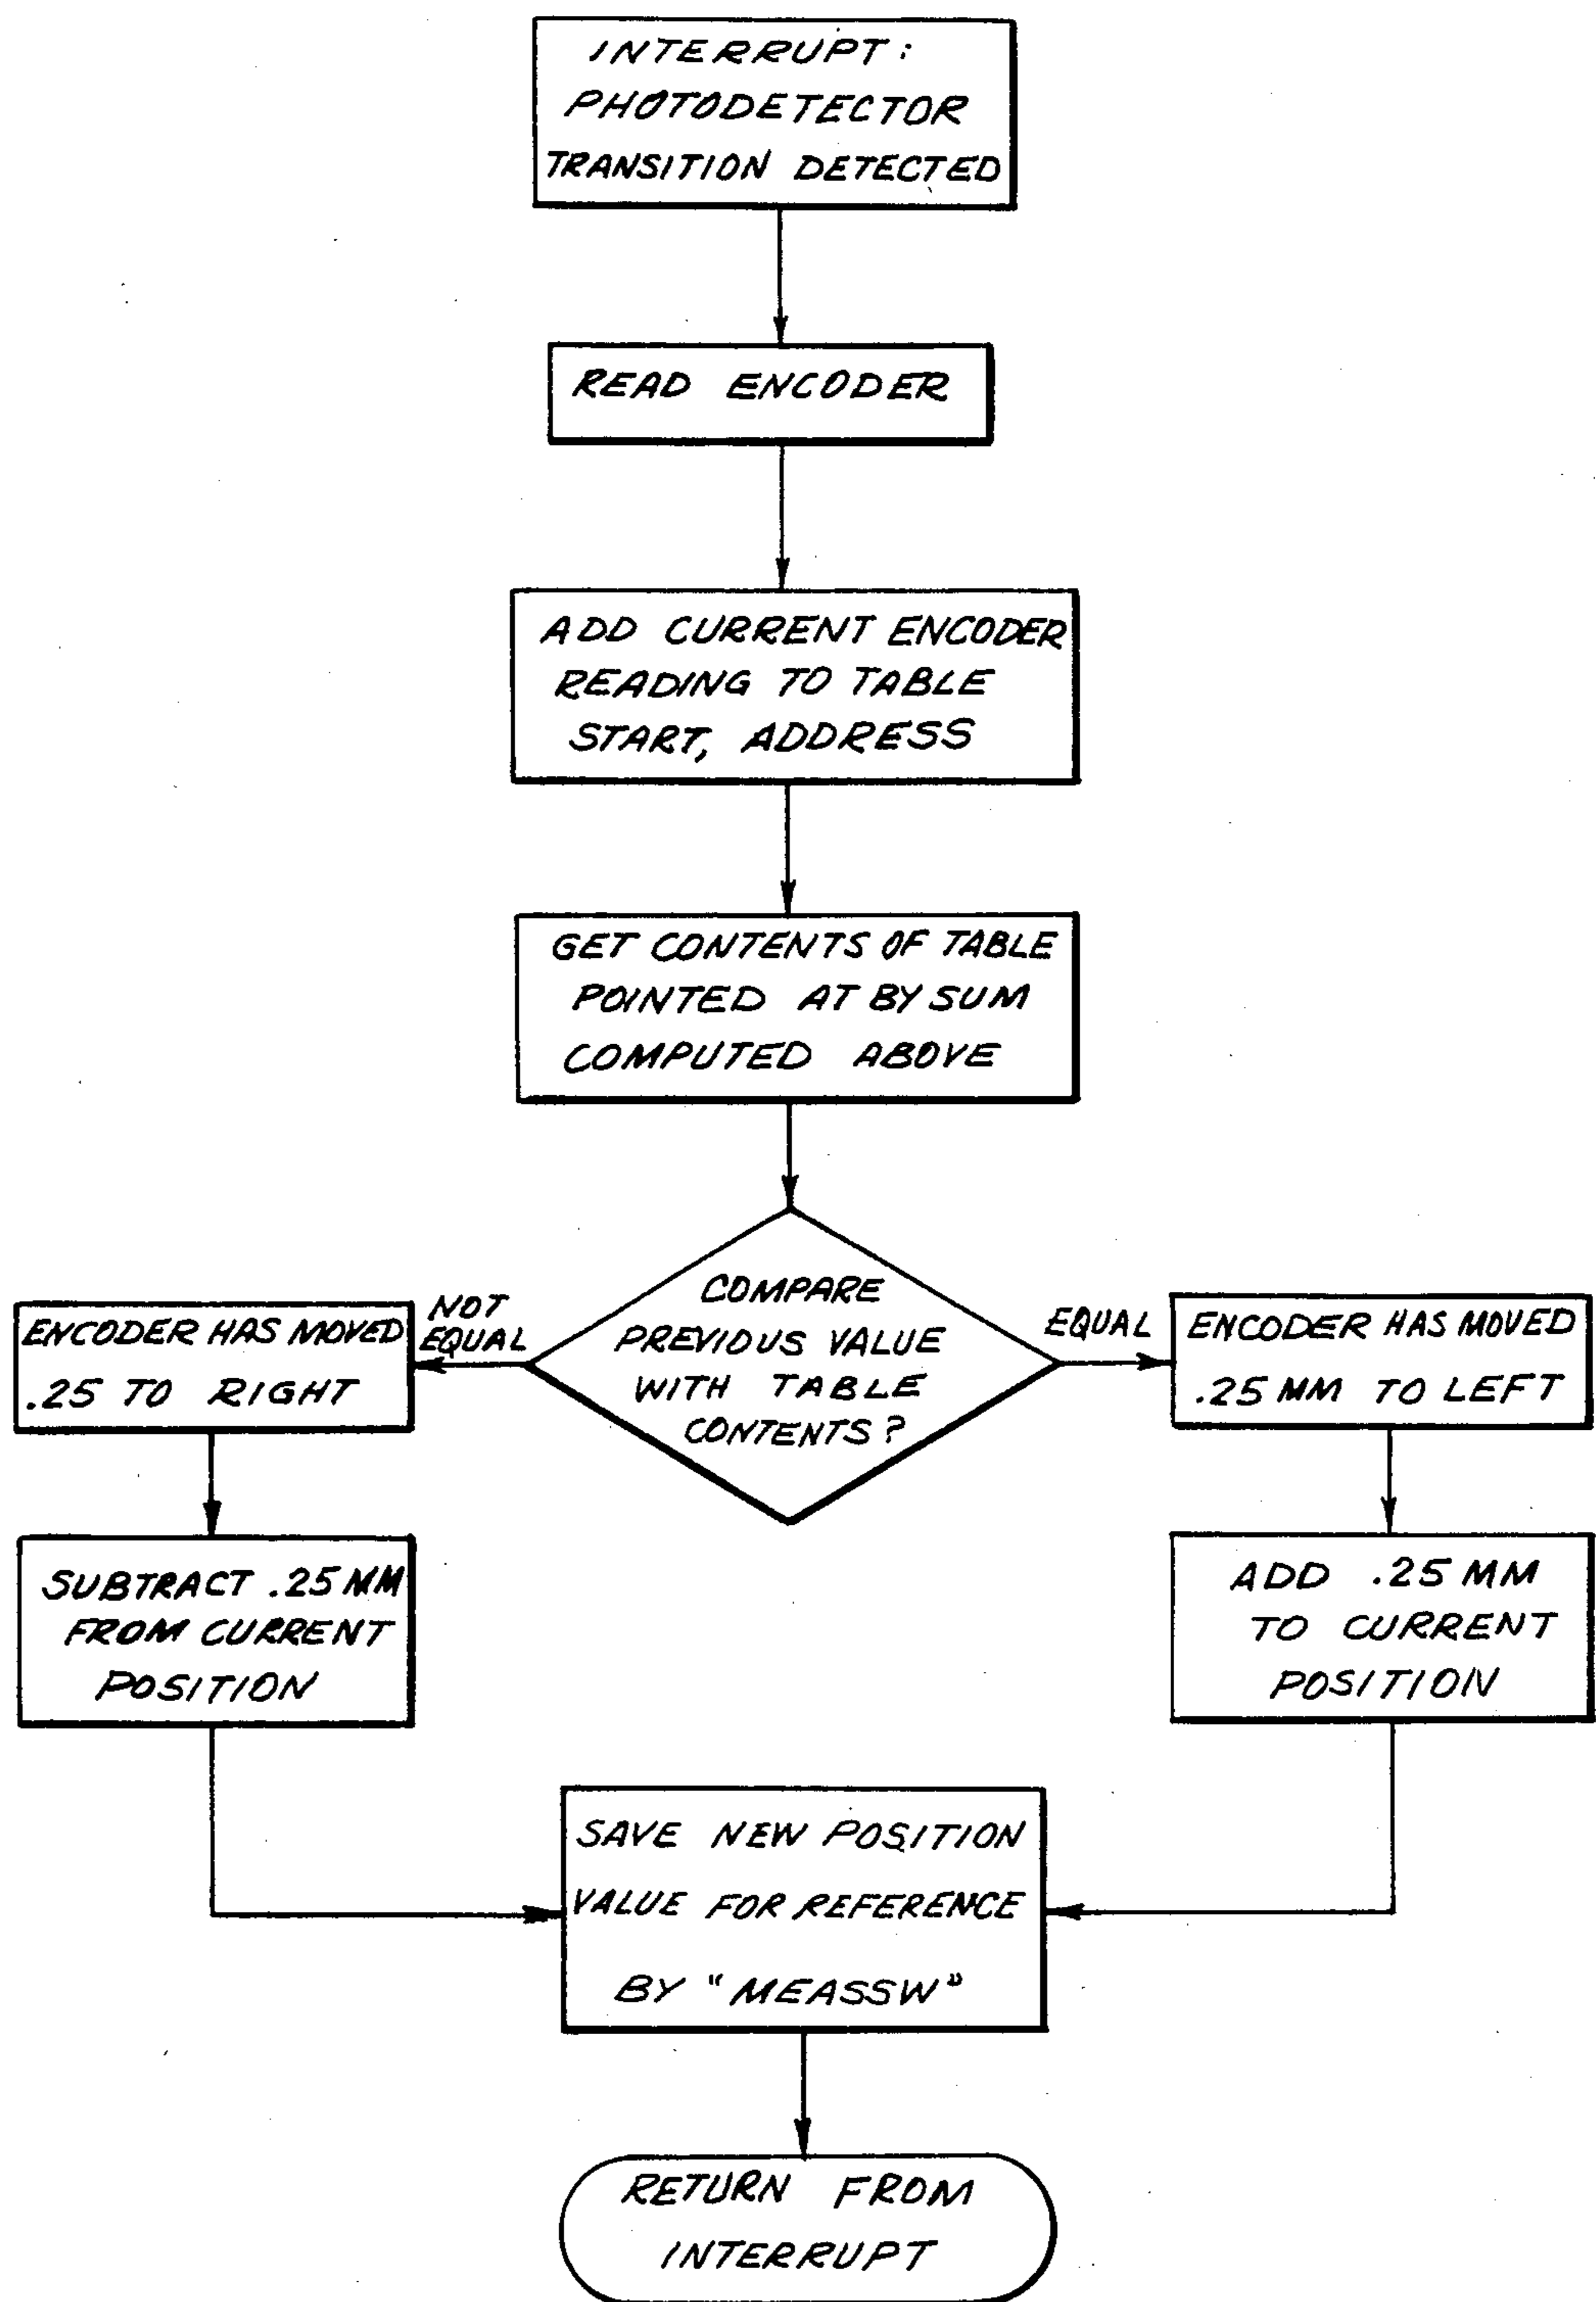 INTERRUPT:
PHOTODETECTOR
TRANSITION DETECTED
READ ENCODER
ADD CURRENT ENCODER
READING TO TABLE
START, ADDRESS
GET CONTENTS OF TABLE
POINTED AT BY SUM
COMPUTED ABOVE
COMPARE
PREVIOUS VALUE
WITH TABLE
CONTENTS?
NOT
EQUAL
ENCODER HAS MOVED
.25 TO RIGHT
EQUAL
ENCODER HAS MOVED
.25 MM TO LEFT
SUBTRACT .25 MM
FROM CURRENT
POSITION
ADD .25 MM
TO CURRENT
POSITION
SAVE NEW POSITION
VALUE FOR REFERENCE
BY "MEASSW"
RETURN FROM
INTERRUPT